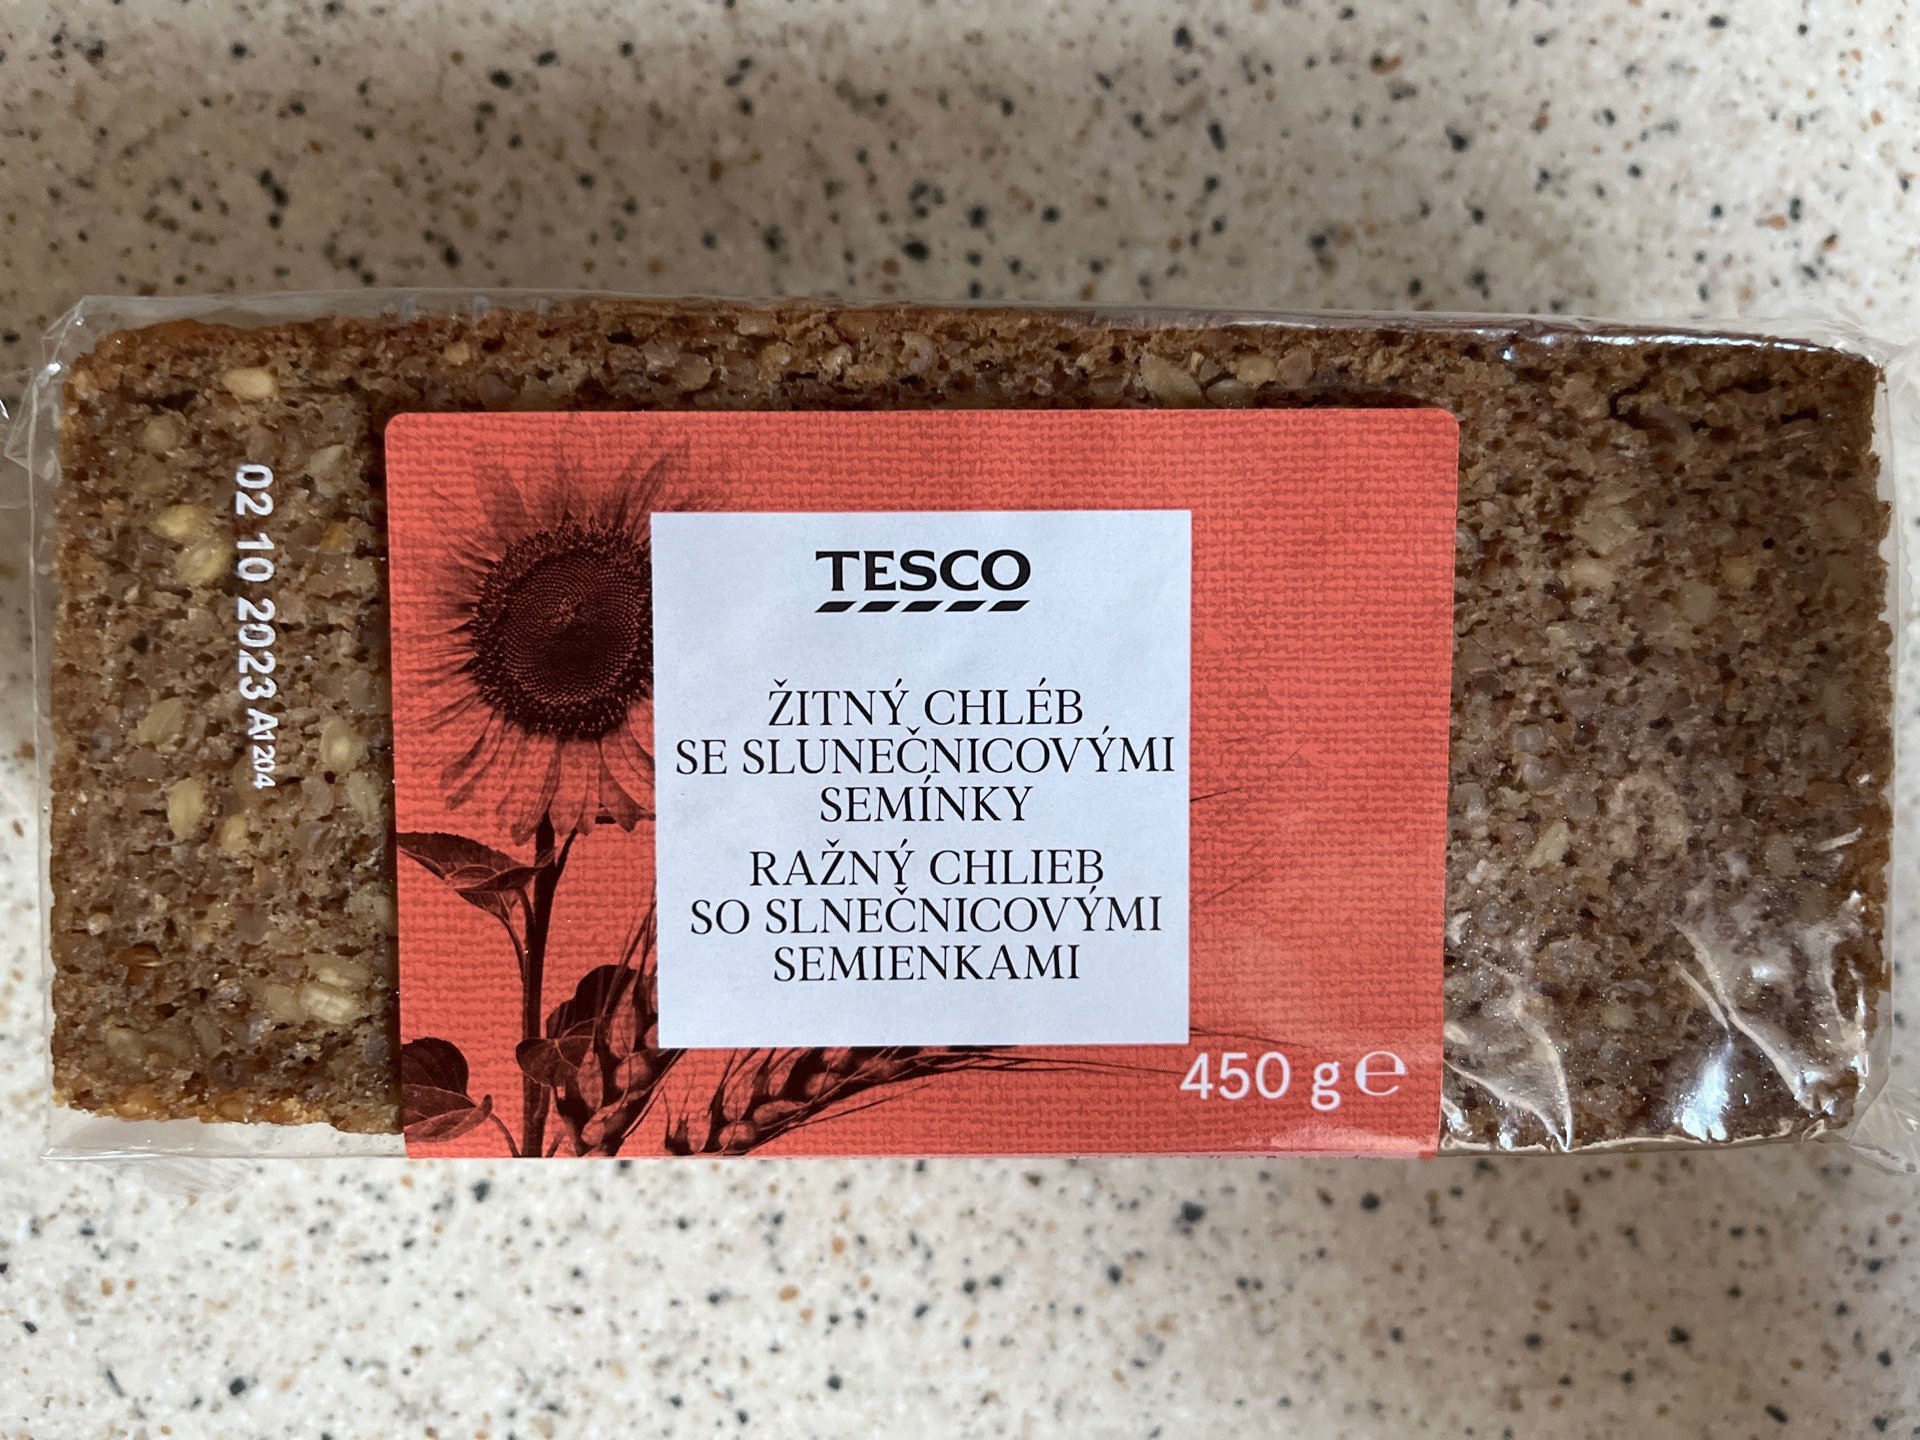 TESCO
ŽITNÝ CHLÉB
SE SLUNEČNICOVÝMI
SEMÍNKY
RAŽNÝ CHLIEB
SO SLNEČNICOVÝMI
SEMIENKAMI
450 g ℮
02 10 2023 A1204